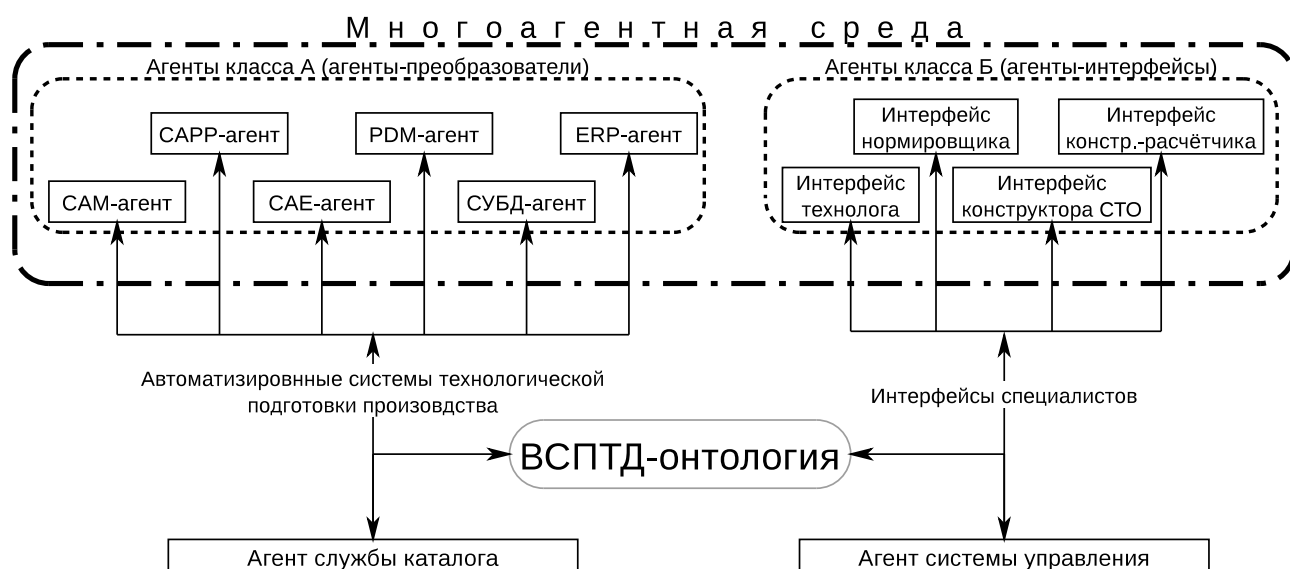 Многоагентная среда
Агенты класса А (агенты-преобразователи)
Агенты класса Б (агенты-интерфейсы)
CAPP-агент
PDM-агент
ERP-агент
CAM-агент
CAE-агент
СУБД-агент
Интерфейс
нормировщика
Интерфейс
констр.-расчётчика
Интерфейс
технолога
Интерфейс
конструктора СТО
Автоматизировнные системы технологической
подготовки произовдства
Интерфейсы специалистов
ВСПТД-онтология
Агент службы каталога
Агент системы управления